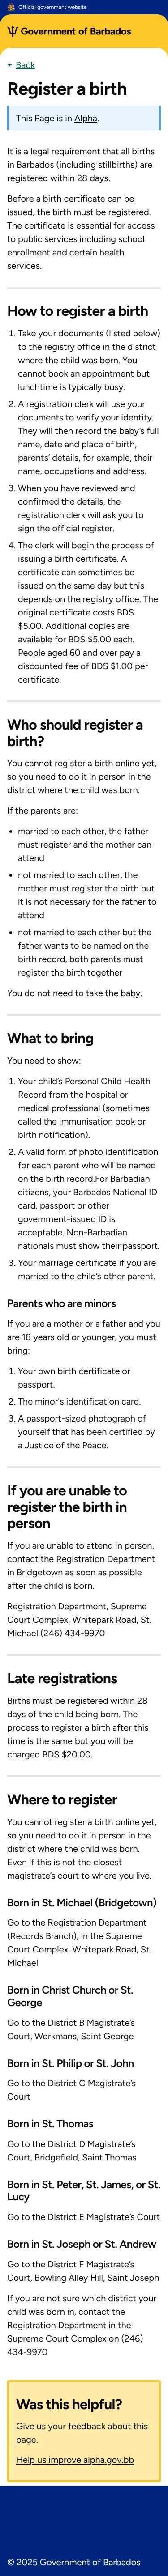 Official government website
Government of Barbados
Back
Register a birth
This Page is in Alpha.
It is a legal requirement that all births
in Barbados (including stillbirths) are
registered within 28 days.
Before a birth certificate can be
issued, the birth must be registered.
The certificate is essential for access
to public services including school
enrollment and certain health
services.
How to register a birth
1. Take your documents (listed below)
to the registry office in the district
where the child was born. You
cannot book an appointment but
lunchtime is typically busy.
2. A registration clerk will use your
documents to verify your identity.
They will then record the baby’s full
name, date and place of birth,
parents’ details, for example, their
name, occupations and address.
3. When you have reviewed and
confirmed the details, the
registration clerk will ask you to
sign the official register.
4. The clerk will begin the process of
issuing a birth certificate. A
certificate can sometimes be
issued on the same day but this
depends on the registry office. The
original certificate costs BDS
$5.00. Additional copies are
available for BDS $5.00 each.
People aged 60 and over pay a
discounted fee of BDS $1.00 per
certificate.
Who should register a
birth?
You cannot register a birth online yet,
so you need to do it in person in the
district where the child was born.
If the parents are:
• married to each other, the father
must register and the mother can
attend
• not married to each other, the
mother must register the birth but
it is not necessary for the father to
attend
• not married to each other but the
father wants to be named on the
birth record, both parents must
register the birth together
You do not need to take the baby.
What to bring
You need to show:
1. Your child’s Personal Child Health
Record from the hospital or
medical professional (sometimes
called the immunisation book or
birth notification).
2. A valid form of photo identification
for each parent who will be named
on the birth record.For Barbadian
citizens, your Barbados National ID
card, passport or other
government-issued ID is
acceptable. Non-Barbadian
nationals must show their passport.
3. Your marriage certificate if you are
married to the child’s other parent.
Parents who are minors
If you are a mother or a father and you
are 18 years old or younger, you must
bring:
1. Your own birth certificate or
passport.
2. The minor's identification card.
3. A passport-sized photograph of
yourself that has been certified by
a Justice of the Peace.
If you are unable to
register the birth in
person
If you are unable to attend in person,
contact the Registration Department
in Bridgetown as soon as possible
after the child is born.
Registration Department, Supreme
Court Complex, Whitepark Road, St.
Michael (246) 434-9970
Late registrations
Births must be registered within 28
days of the child being born. The
process to register a birth after this
time is the same but you will be
charged BDS $20.00.
Where to register
You cannot register a birth online yet,
so you need to do it in person in the
district where the child was born.
Even if this is not the closest
magistrate’s court to where you live.
Born in St. Michael (Bridgetown)
Go to the Registration Department
(Records Branch), in the Supreme
Court Complex, Whitepark Road, St.
Michael
Born in Christ Church or St.
George
Go to the District B Magistrate’s
Court, Workmans, Saint George
Born in St. Philip or St. John
Go to the District C Magistrate’s
Court
Born in St. Thomas
Go to the District D Magistrate’s
Court, Bridgefield, Saint Thomas
Born in St. Peter, St. James, or St.
Lucy
Go to the District E Magistrate’s Court
Born in St. Joseph or St. Andrew
Go to the District F Magistrate’s
Court, Bowling Alley Hill, Saint Joseph
If you are not sure which district your
child was born in, contact the
Registration Department in the
Supreme Court Complex on (246)
434-9970
Was this helpful?
Give us your feedback about this
page.
Help us improve alpha.gov.bb
© 2025 Government of Barbados